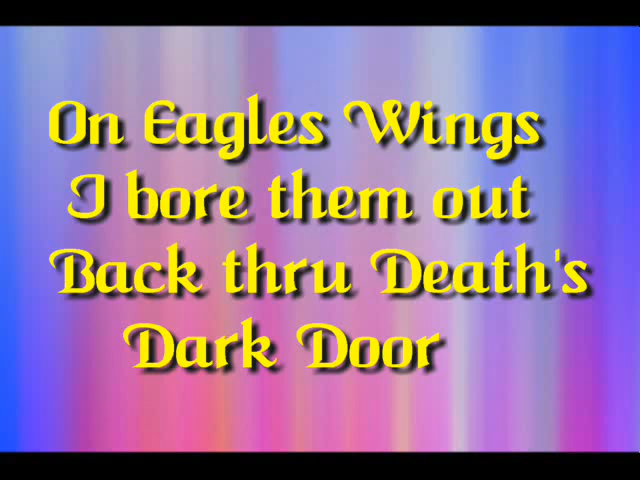 On Eagles Wings
I bore them out
Back thru Death's
Dark Door